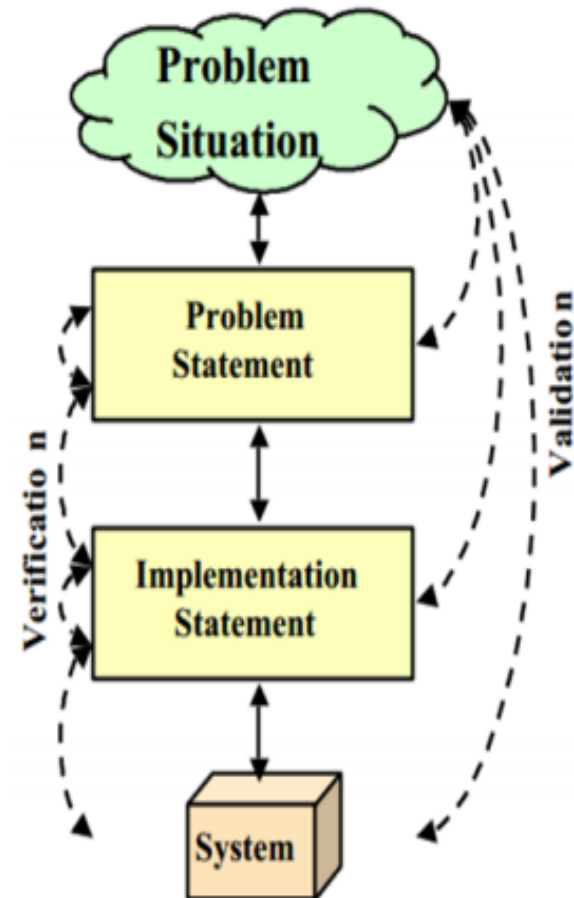 Problem
Situation
Problem
Statement
Validatio n
Verificatio n
Implementation
Statement
System